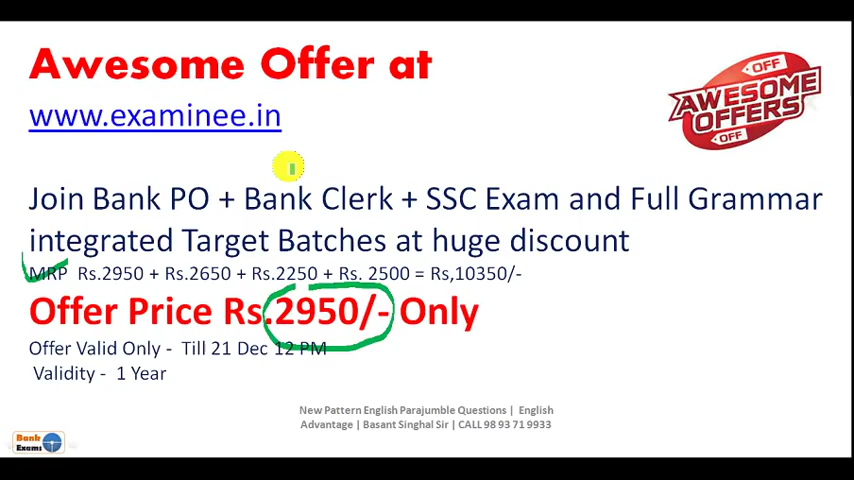 Awesome Offer at
www.examinee.in
OFF
AWESOME
OFFERS
OFF
Join Bank PO + Bank Clerk + SSC Exam and Full Grammar
integrated Target Batches at huge discount
MRP Rs.2950 + Rs.2650 + Rs.2250 + Rs. 2500 = Rs,10350/-
Offer Price Rs.2950/- Only
Offer Valid Only - Till 21 Dec 12 PM
Validity - 1 Year
New Pattern English Parajumble Questions | English
Advantage | Basant Singhal Sir | CALL 98 93 71 9933
Bank
Exams